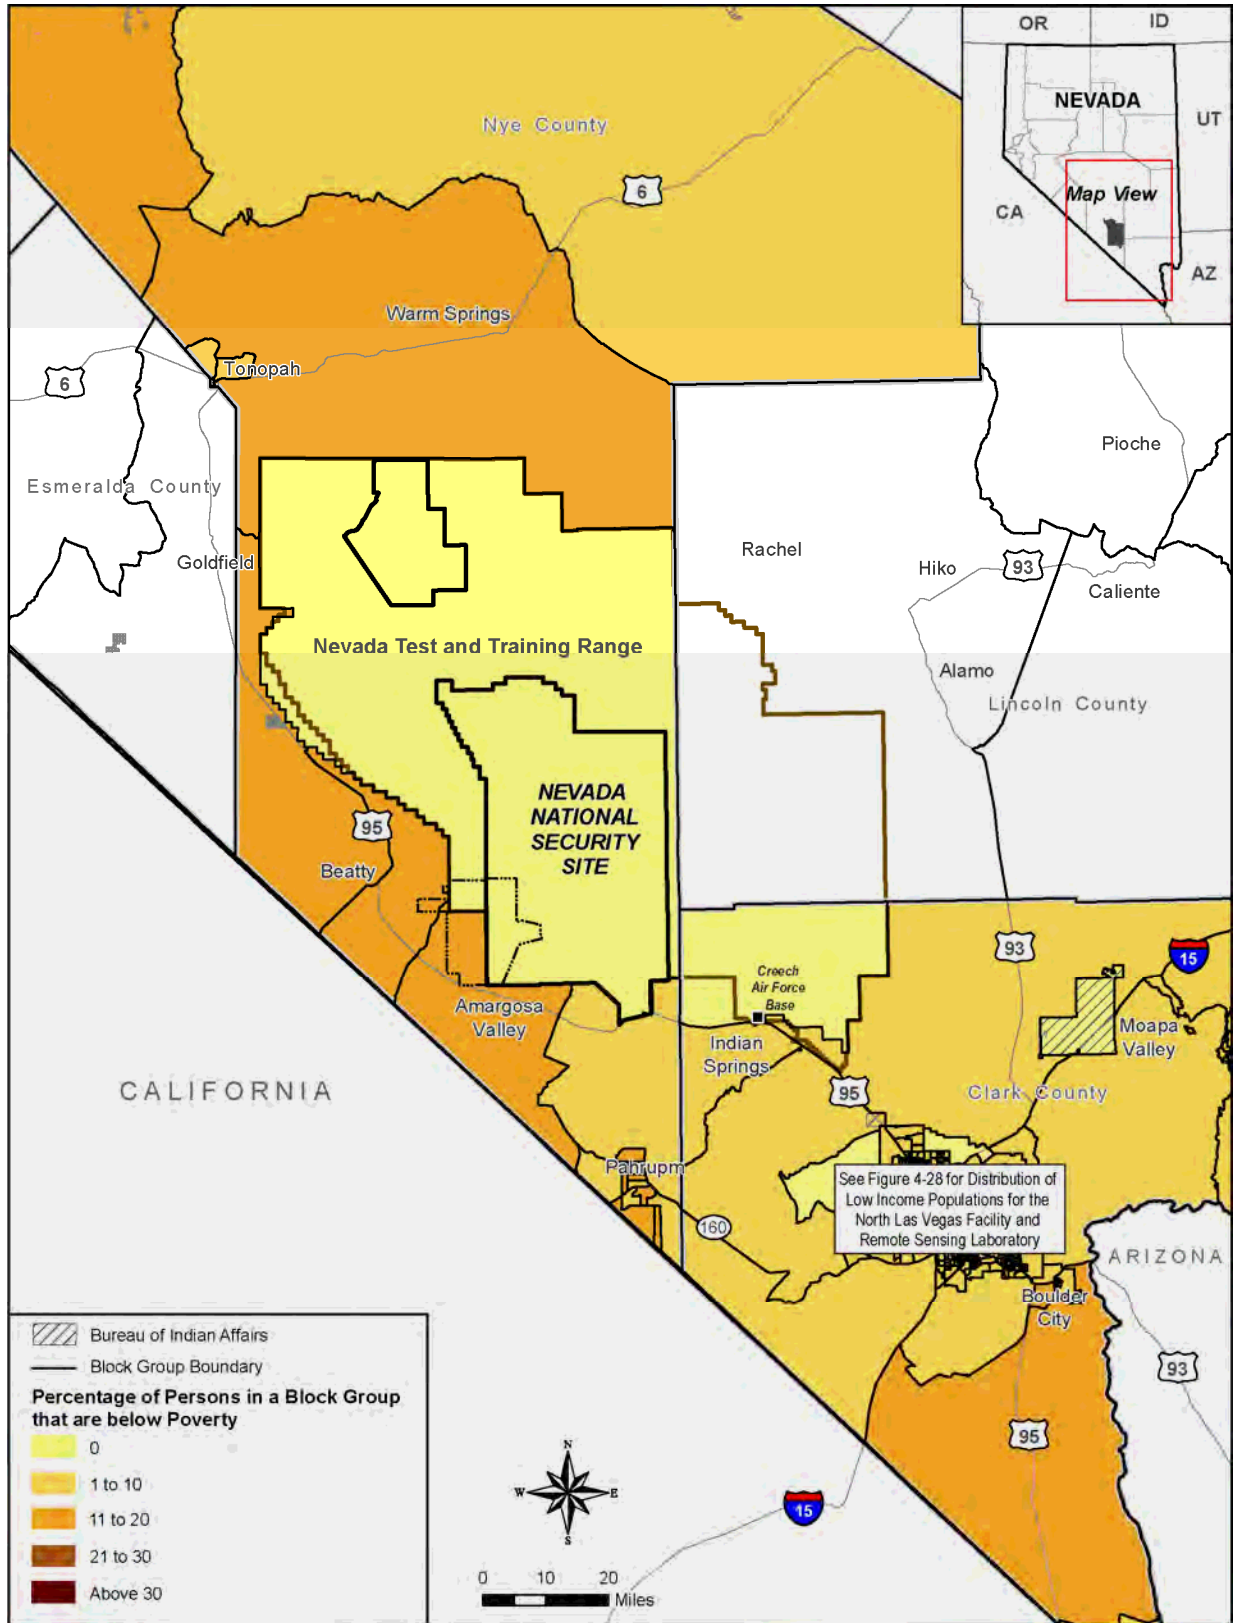 OR
ID
NEVADA
UT
Map View
CA
AZ
Nye County
6
Warm Springs
Tonopah
6
Pioche
Esmeralda County
Rachel
Goldfield
Hiko
93
Caliente
Nevada Test and Training Range
Alamo
Lincoln County
NEVADA
NATIONAL
SECURITY
SITE
95
Beatty
93
15
Creech
Air Force
Base
Amargosa
Valley
Indian
Springs
Moapa
Valley
CALIFORNIA
95
Clark County
Pahrupm
See Figure 4-28 for Distribution of
Low Income Populations for the
North Las Vegas Facility and
Remote Sensing Laboratory
160
ARIZONA
Boulder
City
93
95
15
Bureau of Indian Affairs
Block Group Boundary
Percentage of Persons in a Block Group
that are below Poverty
0
1 to 10
11 to 20
21 to 30
Above 30
N
W
E
S
0 10 20
Miles